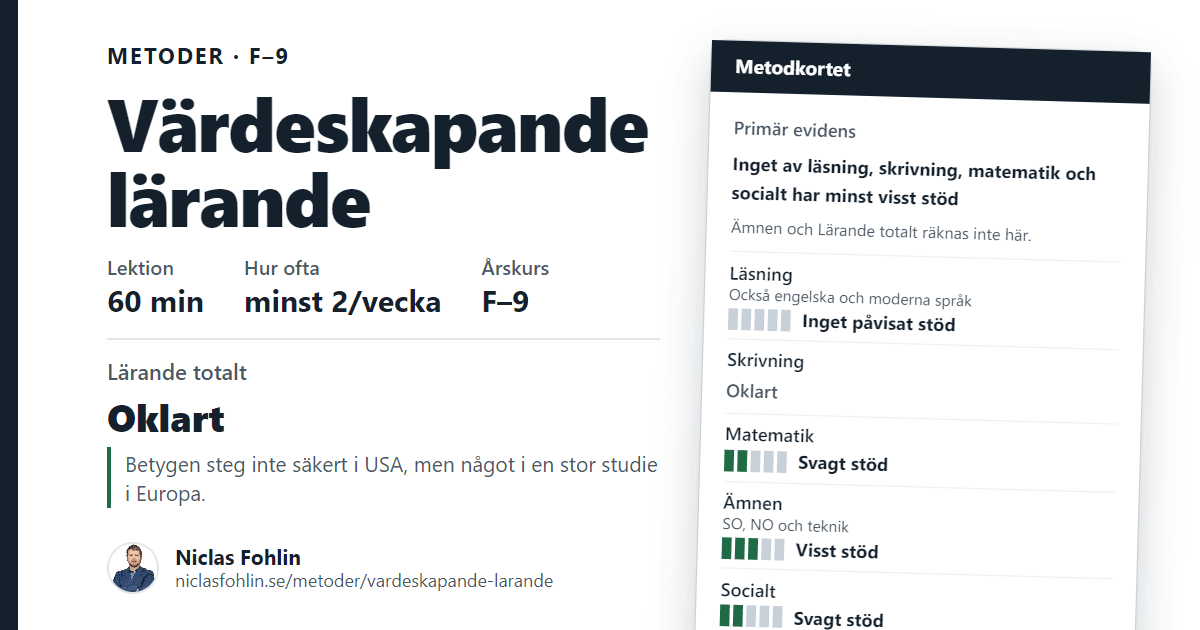 METODER · F–9
Värdeskapande
lärande
Lektion
60 min
Hur ofta
minst 2/vecka
Årskurs
F–9
Lärande totalt
Oklart
Betygen steg inte säkert i USA, men något i en stor studie
i Europa.
Niclas Fohlin
niclasfohlin.se/metoder/vardeskapande-larande
Metodkortet
Primär evidens
Inget av läsning, skrivning, matematik och
socialt har minst visst stöd
Ämnen och Lärande totalt räknas inte här.
Läsning
Också engelska och moderna språk
Inget påvisat stöd
Skrivning
Oklart
Matematik
Svagt stöd
Ämnen
SO, NO och teknik
Visst stöd
Socialt
Svagt stöd